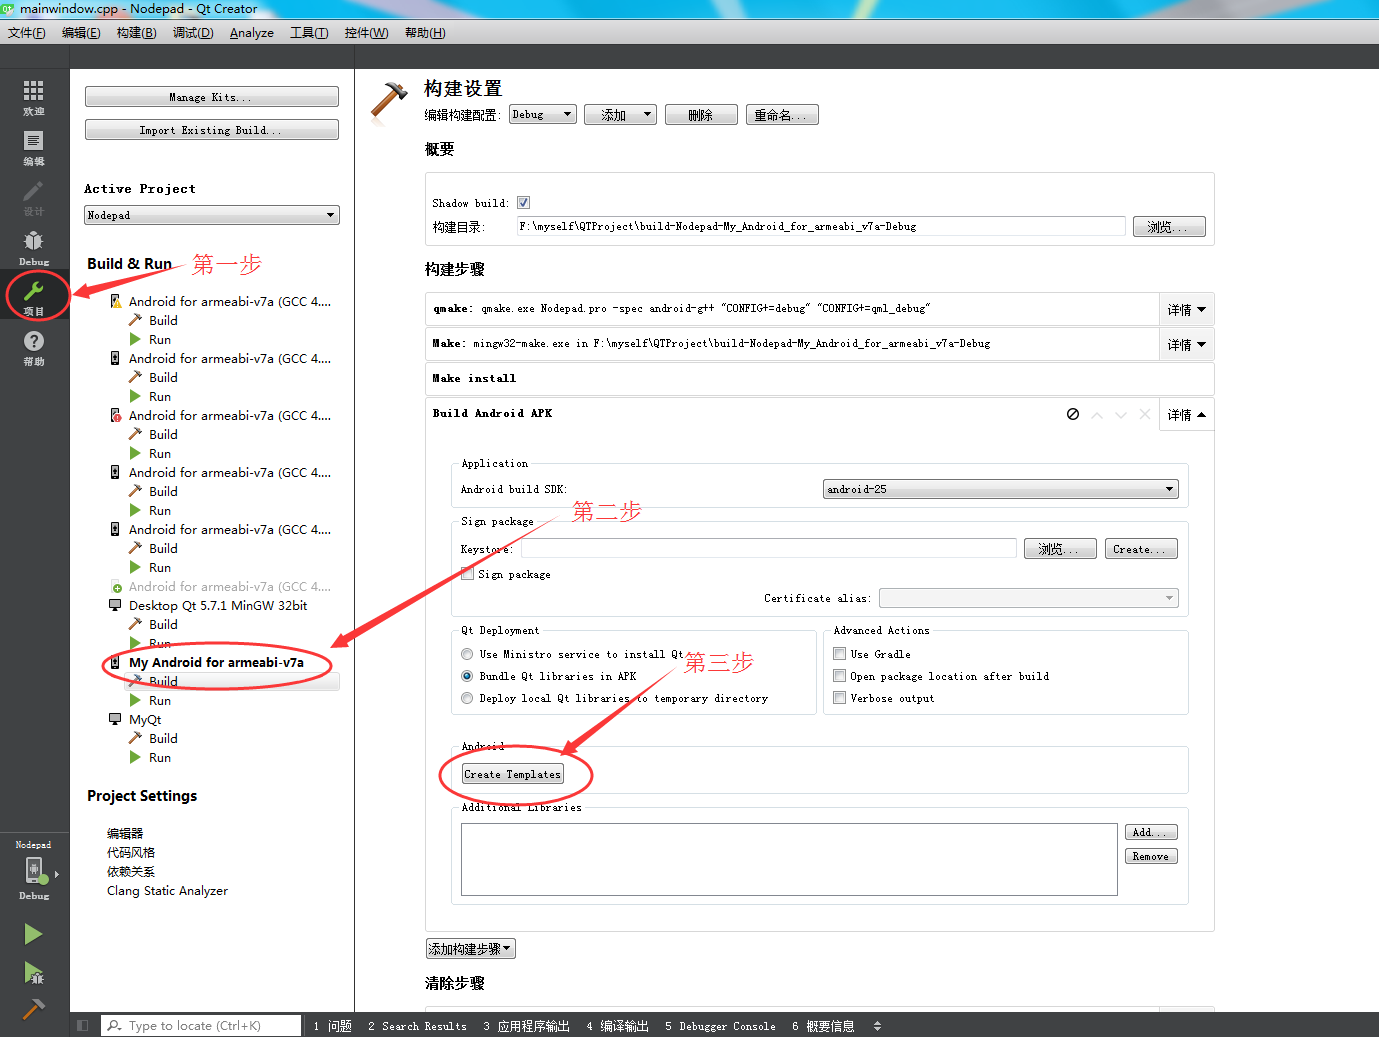 mainwindow.cpp - Nodepad - Qt Creator
文件(F) 编辑(E) 构建(B) 调试(D) Analyze 工具(T) 控件(W) 帮助(H)
欢迎
编辑
设计
Debug
项目
帮助
Nodepad
Debug
Manage Kits...
Import Existing Build...
Active Project
Nodepad
Build & Run
第一步
Android for armeabi-v7a (GCC 4....
Build
Run
Android for armeabi-v7a (GCC 4....
Build
Run
Android for armeabi-v7a (GCC 4....
Build
Run
Android for armeabi-v7a (GCC 4....
Build
Run
Android for armeabi-v7a (GCC 4....
Build
Run
Android for armeabi-v7a (GCC 4....
Desktop Qt 5.7.1 MinGW 32bit
Build
Run
My Android for armeabi-v7a
Build
Run
MyQt
Build
Run
Project Settings
编辑器
代码风格
依赖关系
Clang Static Analyzer
构建设置
编辑构建配置: Debug 添加 删除 重命名...
概要
Shadow build:
构建目录: F:\myself\QTProject\build-Nodepad-My_Android_for_armeabi_v7a-Debug 浏览...
构建步骤
qmake: qmake.exe Nodepad.pro -spec android-g++ "CONFIG+=debug" "CONFIG+=qml_debug" 详情
Make: mingw32-make.exe in F:\myself\QTProject\build-Nodepad-My_Android_for_armeabi_v7a-Debug 详情
Make install
Build Android APK 详情
Application
Android build SDK: android-25
第二步
Sign package
Keystore: 浏览... Create...
Sign package
Certificate alias:
Qt Deployment
Use Ministro service to install Qt
Bundle Qt libraries in APK
Deploy local Qt libraries to temporary directory
第三步
Advanced Actions
Use Gradle
Open package location after build
Verbose output
Android
Create Templates
Additional Libraries
Add...
Remove
添加构建步骤
清除步骤
Type to locate (Ctrl+K) 1 问题 2 Search Results 3 应用程序输出 4 编译输出 5 Debugger Console 6 概要信息